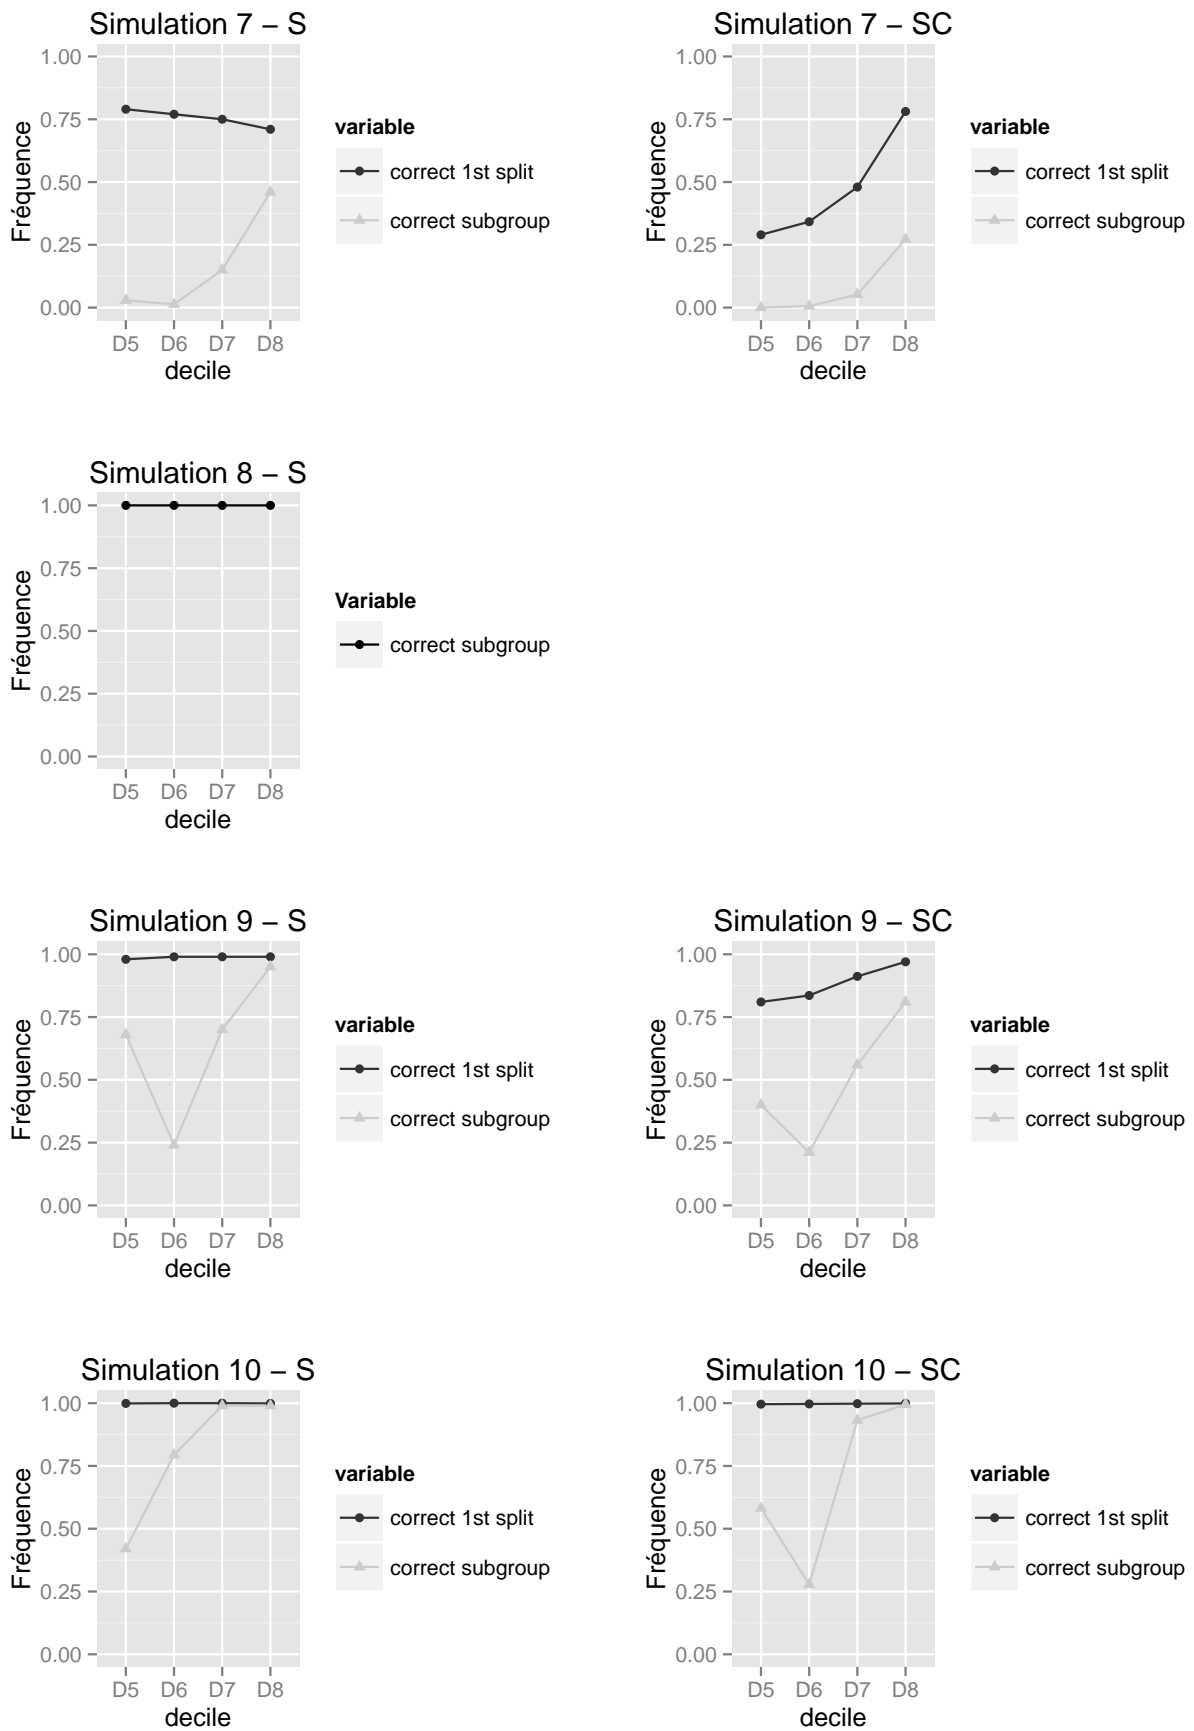 Simulation 7 – S
Fréquence
1.00
0.75
0.50
0.25
0.00
D5 D6 D7 D8
decile
variable
correct 1st split
correct subgroup
Simulation 7 – SC
Fréquence
1.00
0.75
0.50
0.25
0.00
D5 D6 D7 D8
decile
variable
correct 1st split
correct subgroup
Simulation 8 – S
Fréquence
1.00
0.75
0.50
0.25
0.00
D5 D6 D7 D8
decile
Variable
correct subgroup
Simulation 9 – S
Fréquence
1.00
0.75
0.50
0.25
0.00
D5 D6 D7 D8
decile
variable
correct 1st split
correct subgroup
Simulation 9 – SC
Fréquence
1.00
0.75
0.50
0.25
0.00
D5 D6 D7 D8
decile
variable
correct 1st split
correct subgroup
Simulation 10 – S
Fréquence
1.00
0.75
0.50
0.25
0.00
D5 D6 D7 D8
decile
variable
correct 1st split
correct subgroup
Simulation 10 – SC
Fréquence
1.00
0.75
0.50
0.25
0.00
D5 D6 D7 D8
decile
variable
correct 1st split
correct subgroup